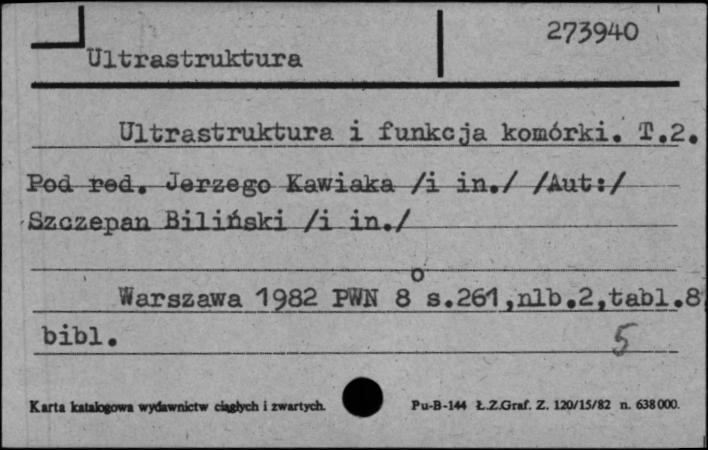 273940
Ultrastruktura
Ultrastruktura i funkcja komórki. T.2.
Pod red. Jerzego Kawiaka /i in./ /Aut:/
Szczepan Biliński /i in./
Warszawa 1982 PWN 8° s.261,nlb.2,tabl.8
bibl.
5
Karta katalogowa wydawnictw ciągłych i zwartych.
Pu-B-144 Ł.Z.Graf. Z. 120/15/82 n. 638000.